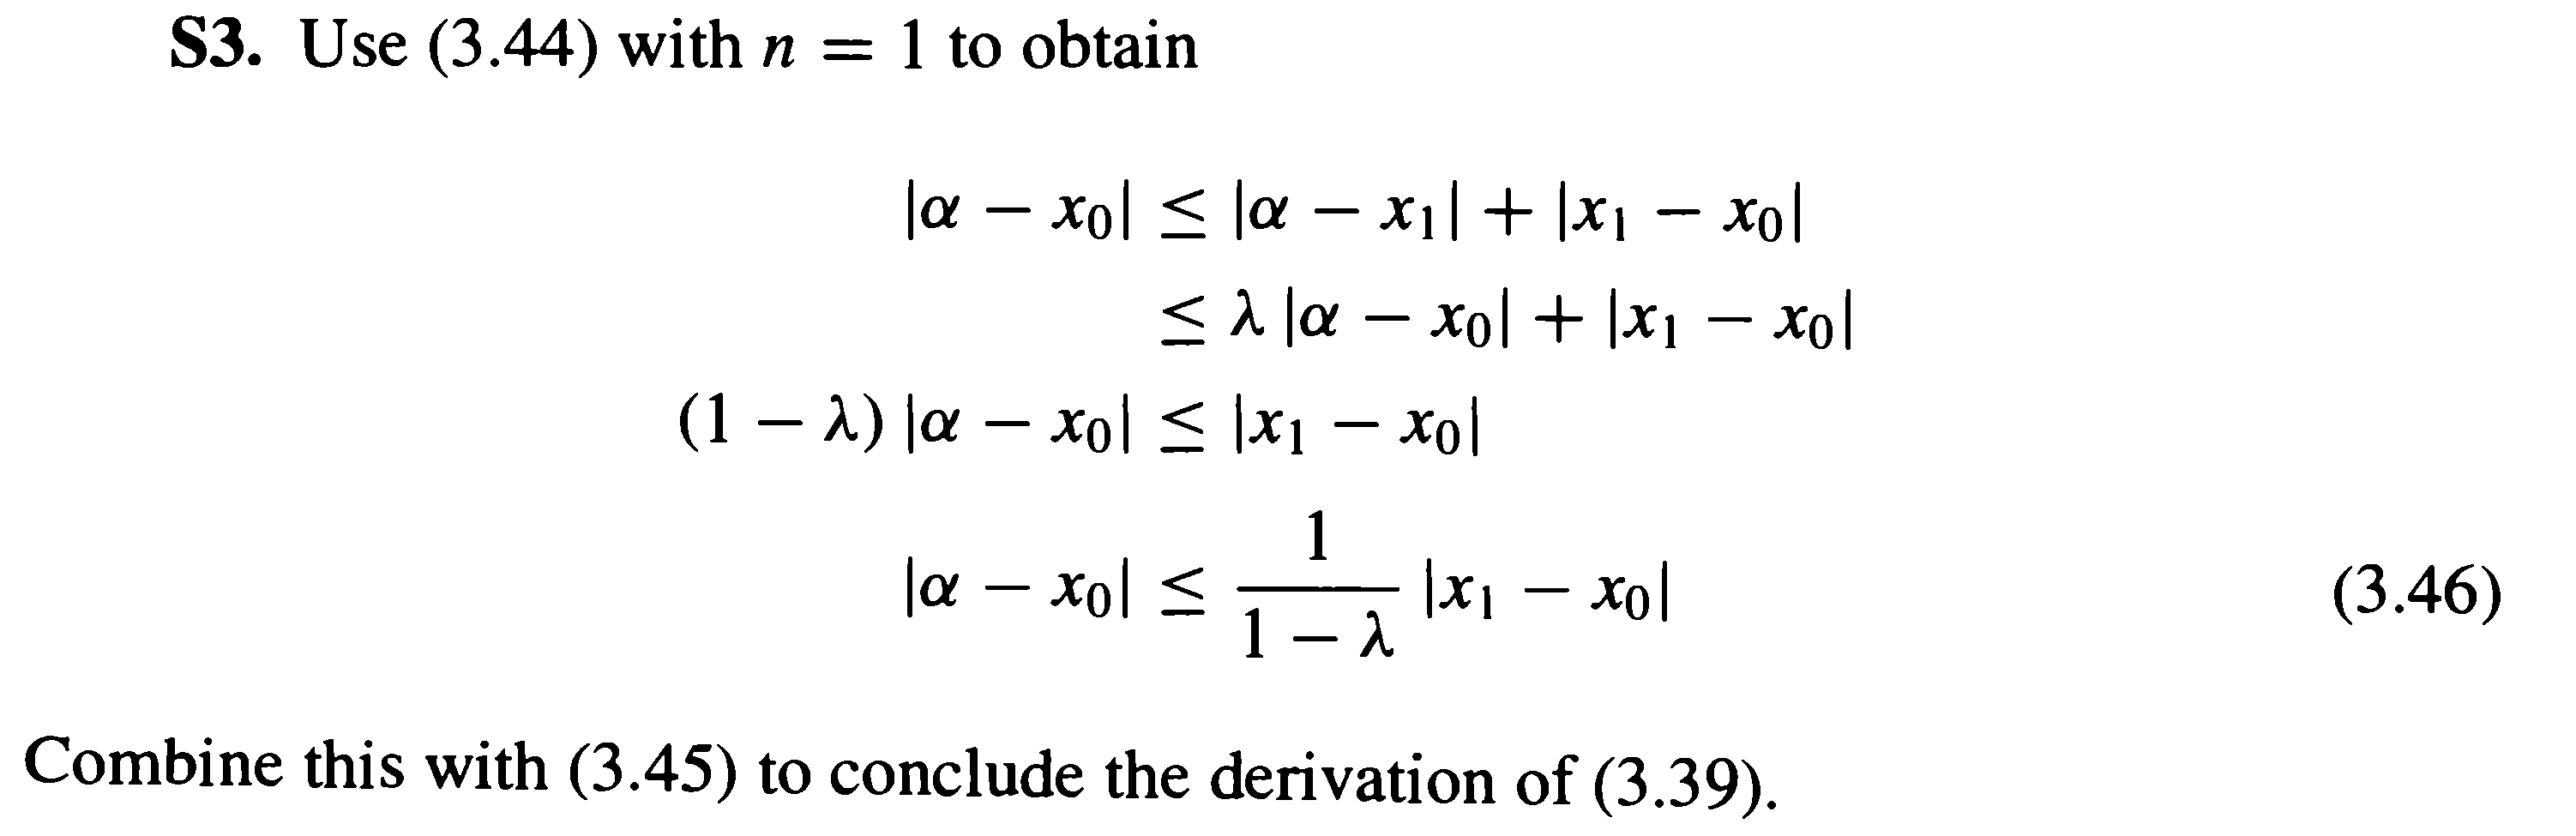 S3. Use (3.44) with n = 1 to obtain
|α − x₀| ≤ |α − x₁| + |x₁ − x₀|
≤ λ |α − x₀| + |x₁ − x₀|
(1 − λ) |α − x₀| ≤ |x₁ − x₀|
|α − x₀| ≤ \frac{1}{1 − λ} |x₁ − x₀| (3.46)
Combine this with (3.45) to conclude the derivation of (3.39).